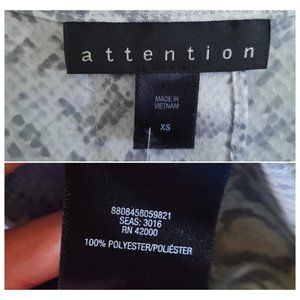 attention
MADE IN
VIETNAM
XS
8808458059821
SEAS: 3016
RN 42000
100% POLYESTER/POLIÉSTER